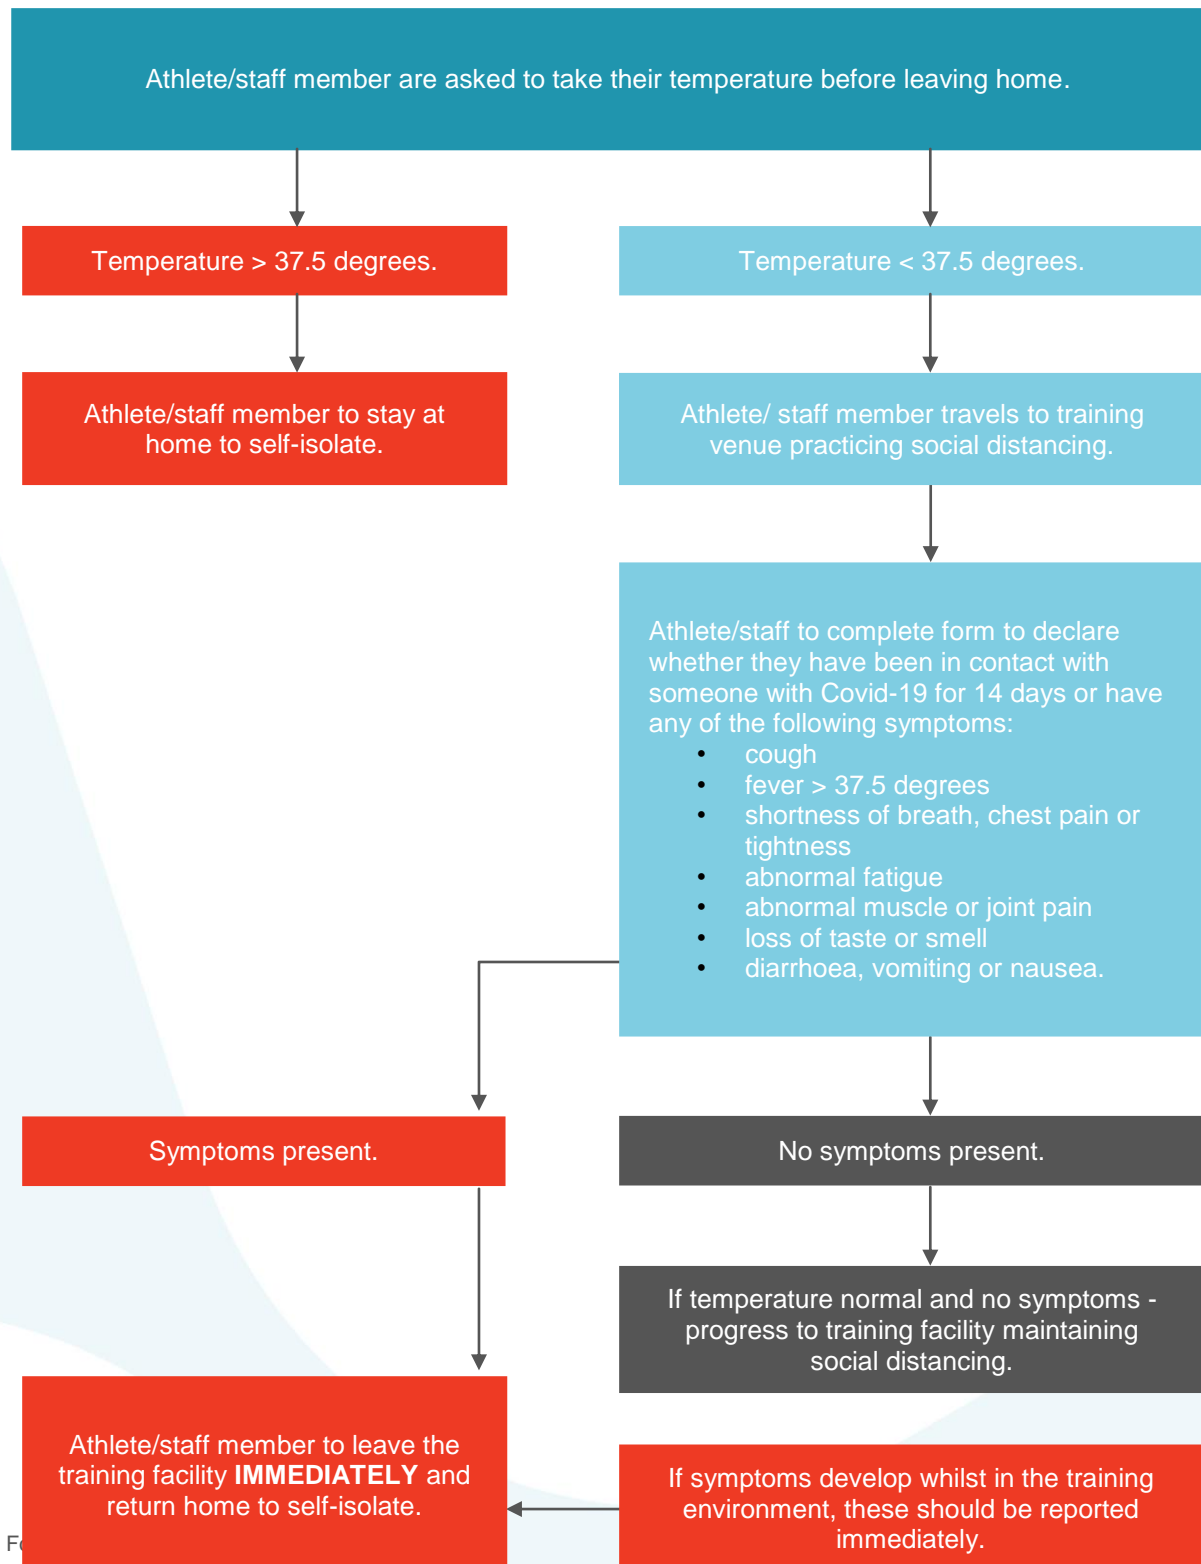 Athlete/staff member are asked to take their temperature before leaving home.
Temperature > 37.5 degrees.
Temperature < 37.5 degrees.
Athlete/staff member to stay at
home to self-isolate.
Athlete/ staff member travels to training
venue practicing social distancing.
Athlete/staff to complete form to declare
whether they have been in contact with
someone with Covid-19 for 14 days or have
any of the following symptoms:
• cough
• fever > 37.5 degrees
• shortness of breath, chest pain or
tightness
• abnormal fatigue
• abnormal muscle or joint pain
• loss of taste or smell
• diarrhoea, vomiting or nausea.
Symptoms present.
No symptoms present.
If temperature normal and no symptoms -
progress to training facility maintaining
social distancing.
Athlete/staff member to leave the
training facility IMMEDIATELY and
return home to self-isolate.
If symptoms develop whilst in the training
environment, these should be reported
immediately.